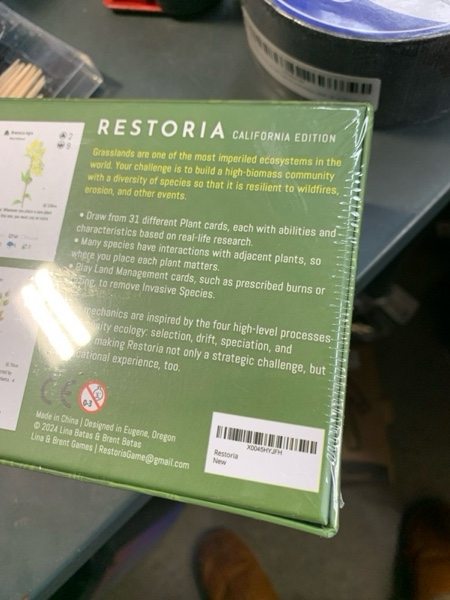 RESTORIA CALIFORNIA EDITION
Grasslands are one of the most imperiled ecosystems in the
world. Your challenge is to build a high-biomass community
with a diversity of species so that it is resilient to wildfires,
erosion, and other events.
• Draw from 31 different Plant cards, each with abilities and
characteristics based on real-life research.
• Many species have interactions with adjacent plants, so
where you place each plant matters.
• Play Land Management cards, such as prescribed burns or
to remove Invasive Species.
mechanics are inspired by the four high-level processes
ecology: selection, drift, speciation, and
making Restoria not only a strategic challenge, but
experience, too.
CE
0-3
Made in China | Designed in Eugene, Oregon
© 2024 Lina Batas & Brent Batas
Lina & Brent Games | RestoriaGame@gmail.com
X0045HYJFH
Restoria
New